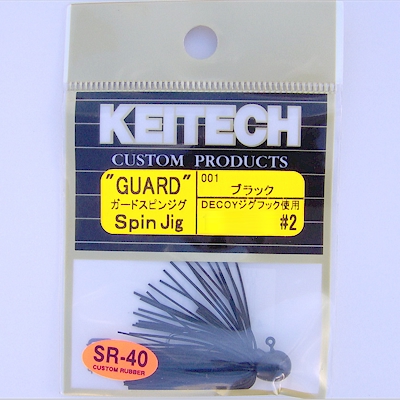 KEITECH
CUSTOM PRODUCTS
"GUARD"
ガードスピンジグ
Spin Jig
001
ブラック
DECOYジグフック使用
#2
SR-40
CUSTOM RUBBER